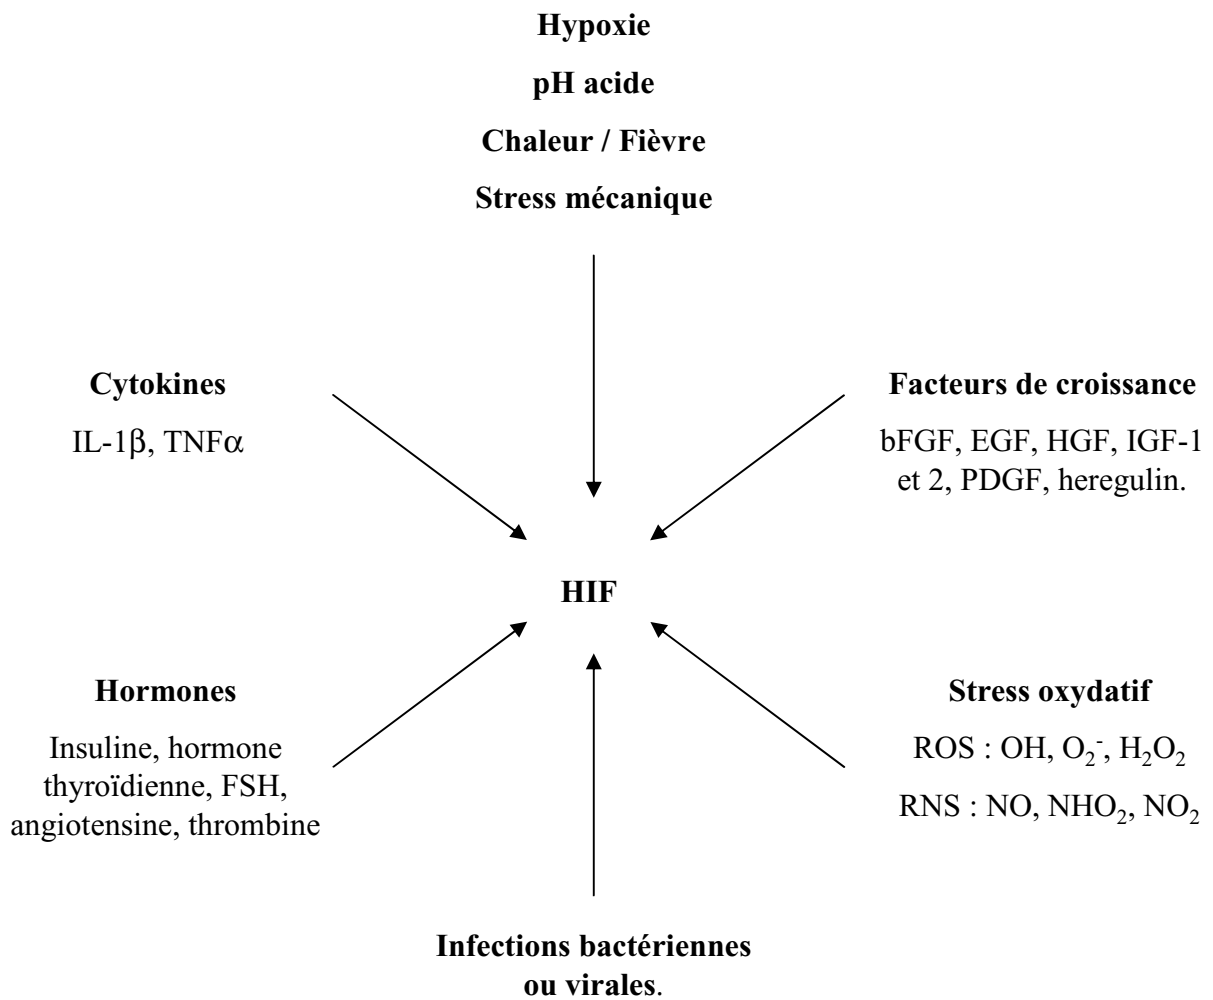 Hypoxie
pH acide
Chaleur / Fièvre
Stress mécanique
Cytokines
IL-1β, TNFα
Facteurs de croissance
bFGF, EGF, HGF, IGF-1
et 2, PDGF, heregulin.
HIF
Hormones
Insuline, hormone
thyroïdienne, FSH,
angiotensine, thrombine
Stress oxydatif
ROS : OH, O₂⁻, H₂O₂
RNS : NO, NHO₂, NO₂
Infections bactériennes
ou virales.